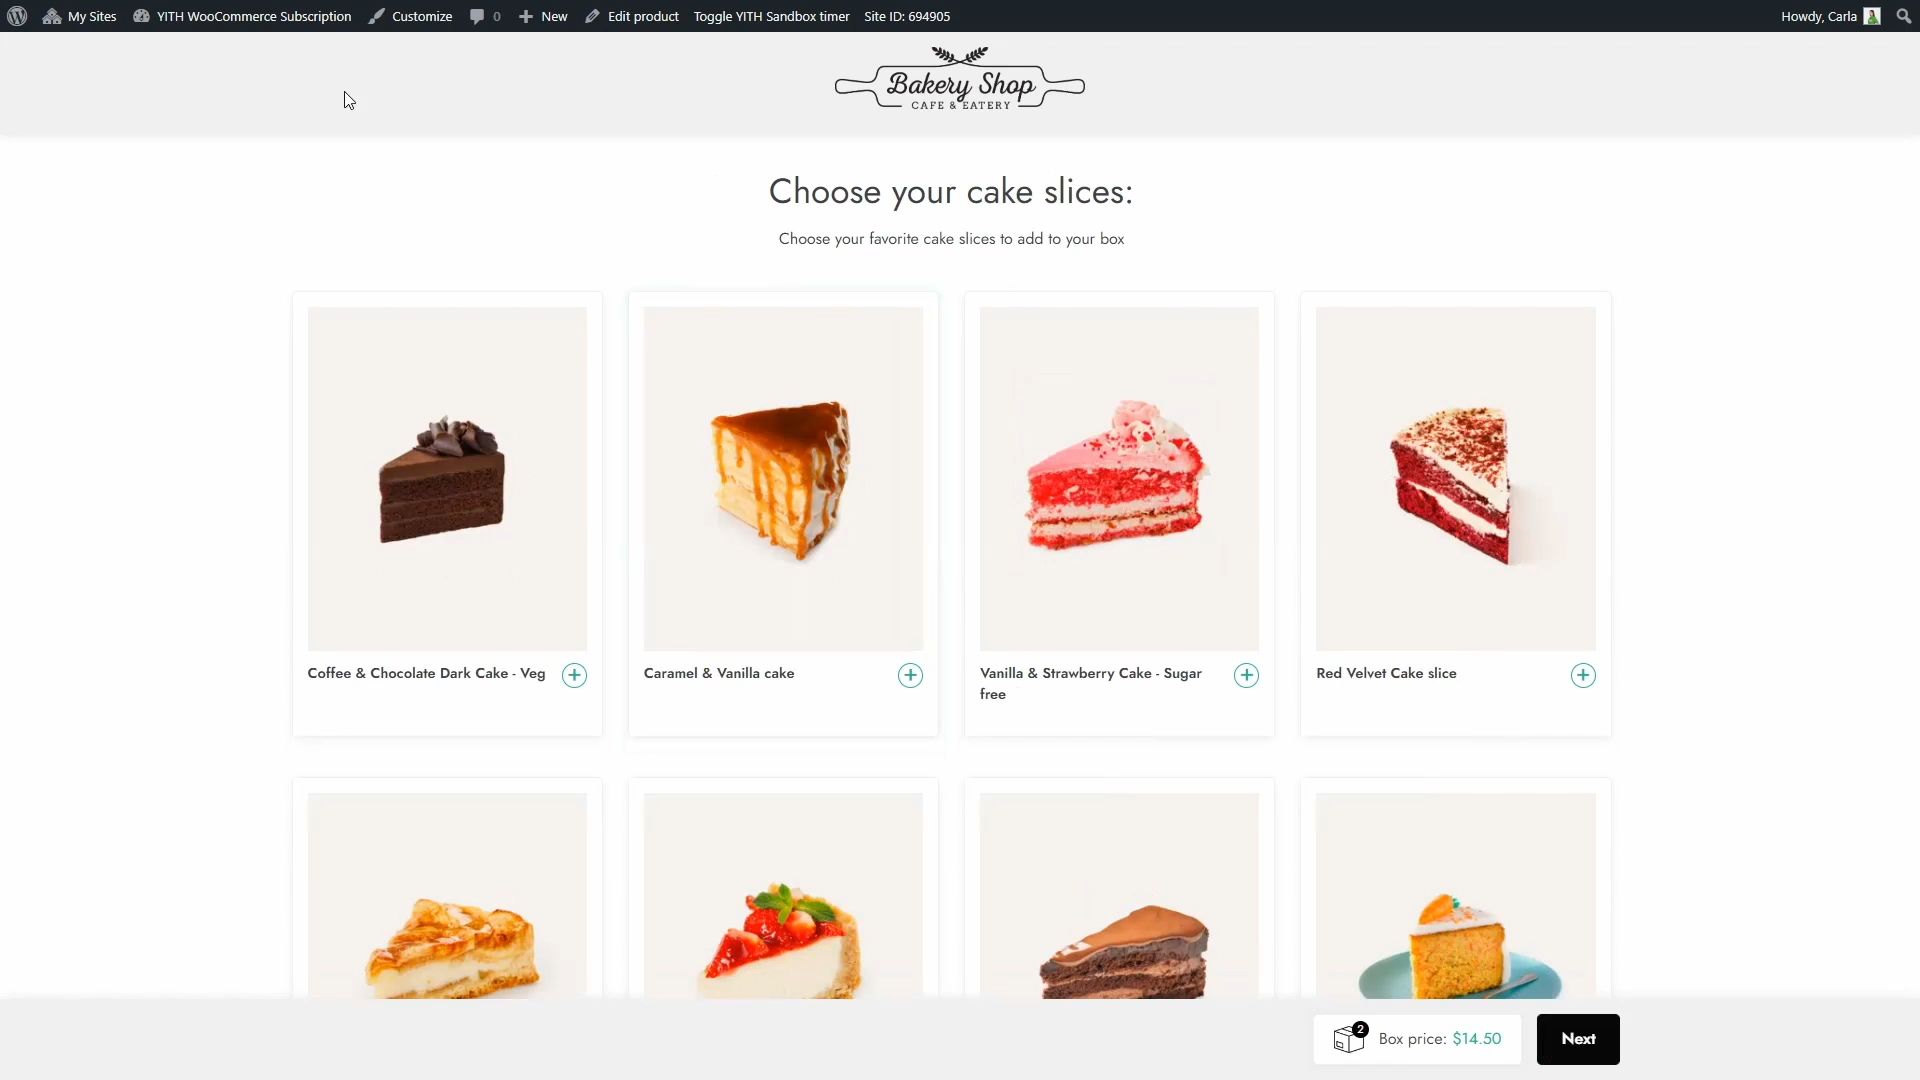 My Sites
YITH WooCommerce Subscription
Customize
0
New
Edit product
Toggle YITH Sandbox timer
Site ID: 694905
Howdy, Carla
Bakery Shop
CAFE & EATERY
Choose your cake slices:
Choose your favorite cake slices to add to your box
Coffee & Chocolate Dark Cake - Veg
Caramel & Vanilla cake
Vanilla & Strawberry Cake - Sugar
free
Red Velvet Cake slice
2
Box price: $14.50
Next